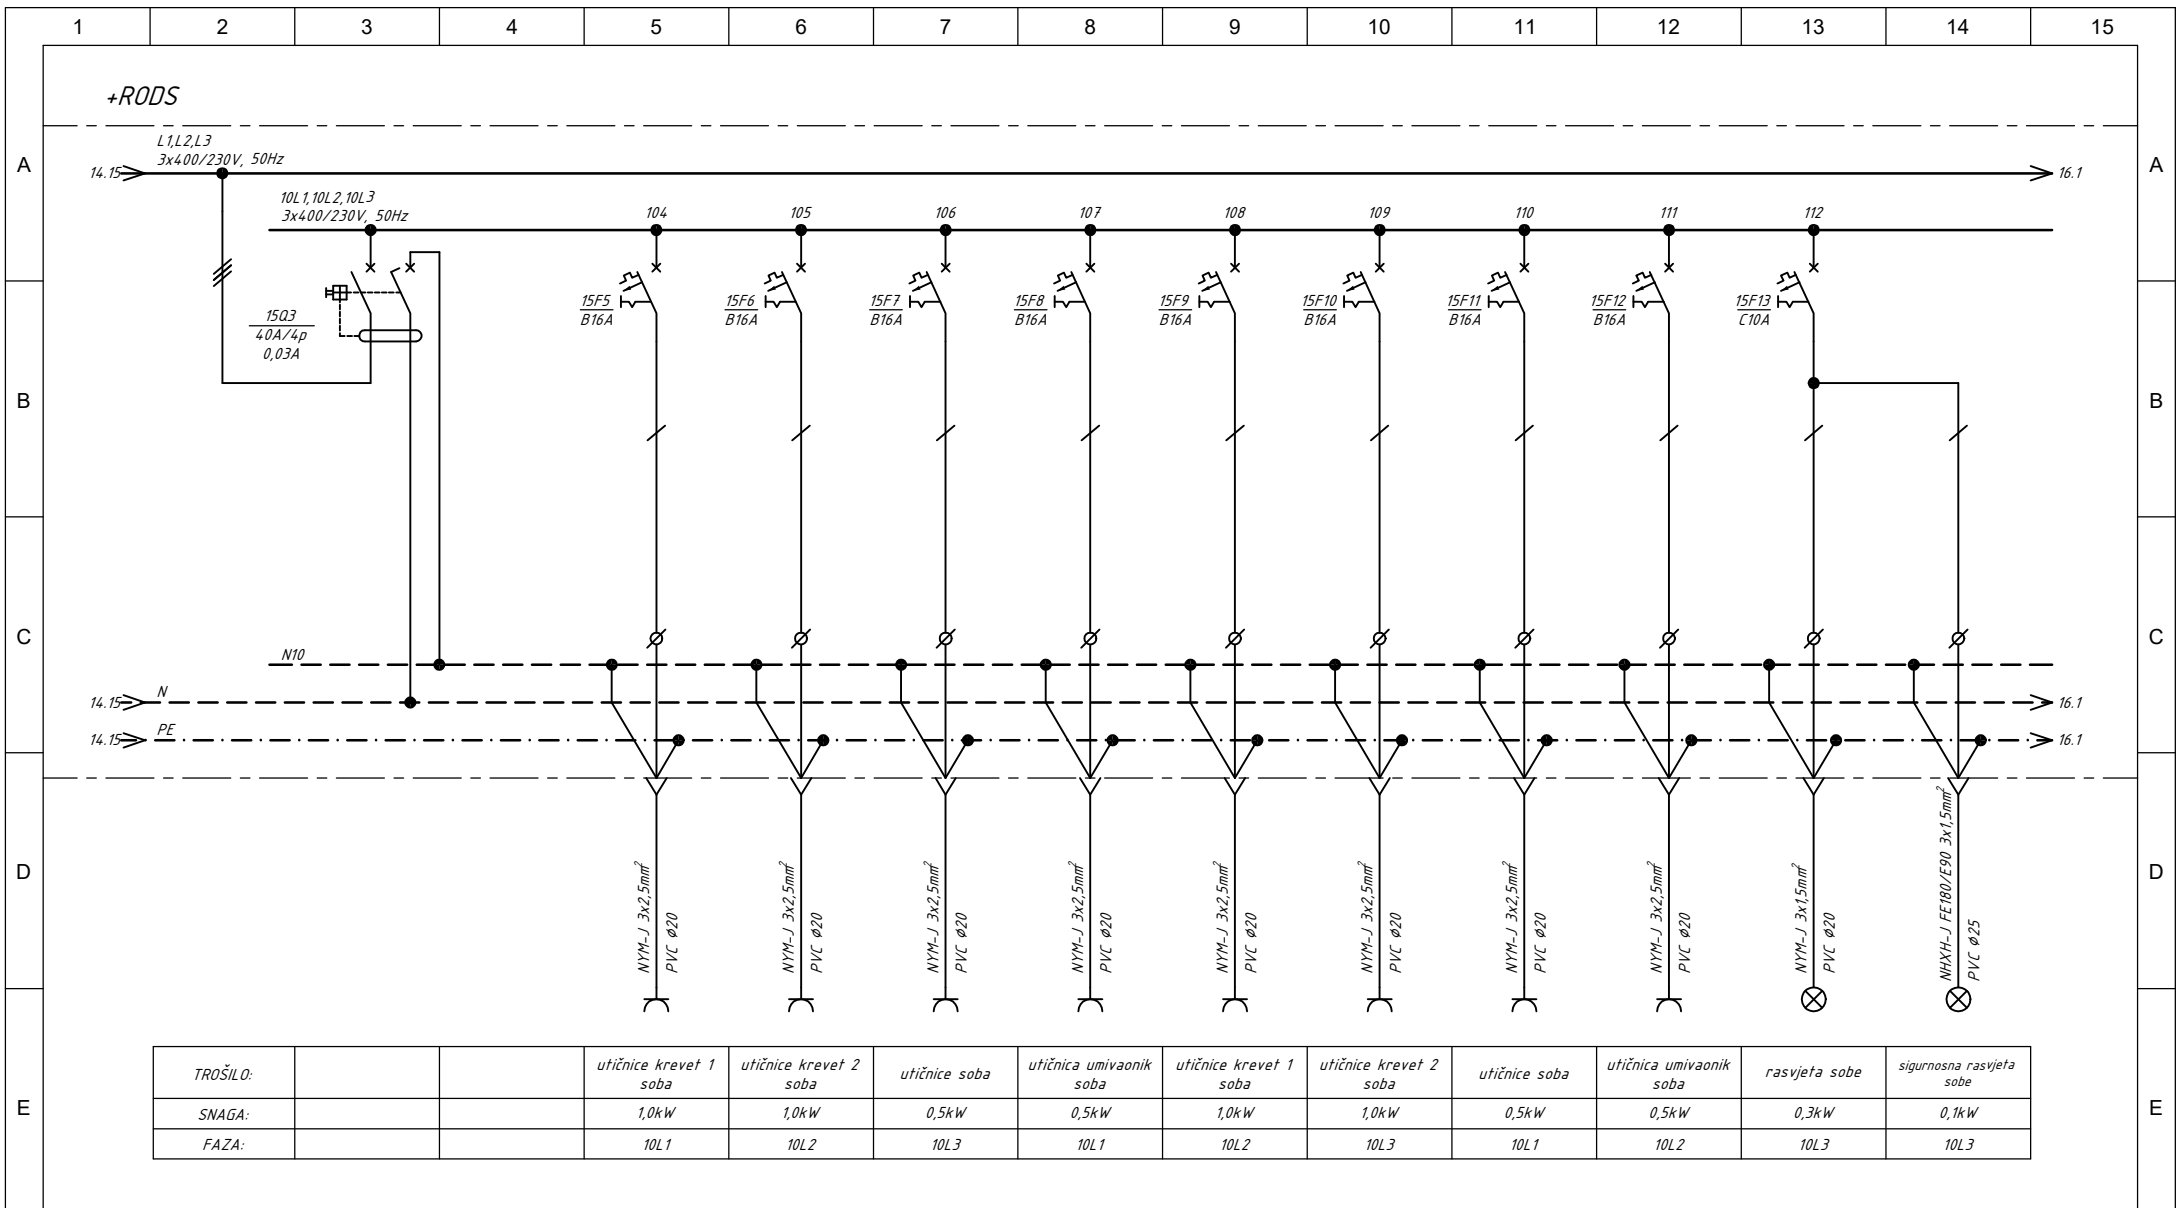 1 2 3 4 5 6 7 8 9 10 11 12 13 14 15
+RODS
L1,L2,L3
3x400/230V, 50Hz
A A
14.15 16.1
10L1,10L2,10L3
3x400/230V, 50Hz
104 105 106 107 108 109 110 111 112
15Q3
40A/4p
0,03A
15F5 15F6 15F7 15F8 15F9 15F10 15F11 15F12 15F13
B16A B16A B16A B16A B16A B16A B16A B16A C10A
B B
C C
N10
N
14.15 16.1
PE
14.15 16.1
D D
NYM-J 3x2,5mm²
PVC ø20
NYM-J 3x2,5mm²
PVC ø20
NYM-J 3x2,5mm²
PVC ø20
NYM-J 3x2,5mm²
PVC ø20
NYM-J 3x2,5mm²
PVC ø20
NYM-J 3x2,5mm²
PVC ø20
NYM-J 3x2,5mm²
PVC ø20
NYM-J 3x2,5mm²
PVC ø20
NYM-J 3x1,5mm²
PVC ø20
NHXH-J FE180/E90 3x1,5mm²
PVC ø25
E E
TROŠILO:
utičnice krevet 1
soba
utičnice krevet 2
soba
utičnice soba
utičnica umivaonik
soba
utičnice krevet 1
soba
utičnice krevet 2
soba
utičnice soba
utičnica umivaonik
soba
rasvjeta sobe
sigurnosna rasvjeta
sobe
SNAGA: 1,0kW 1,0kW 0,5kW 0,5kW 1,0kW 1,0kW 0,5kW 0,5kW 0,3kW 0,1kW
FAZA: 10L1 10L2 10L3 10L1 10L2 10L3 10L1 10L2 10L3 10L3